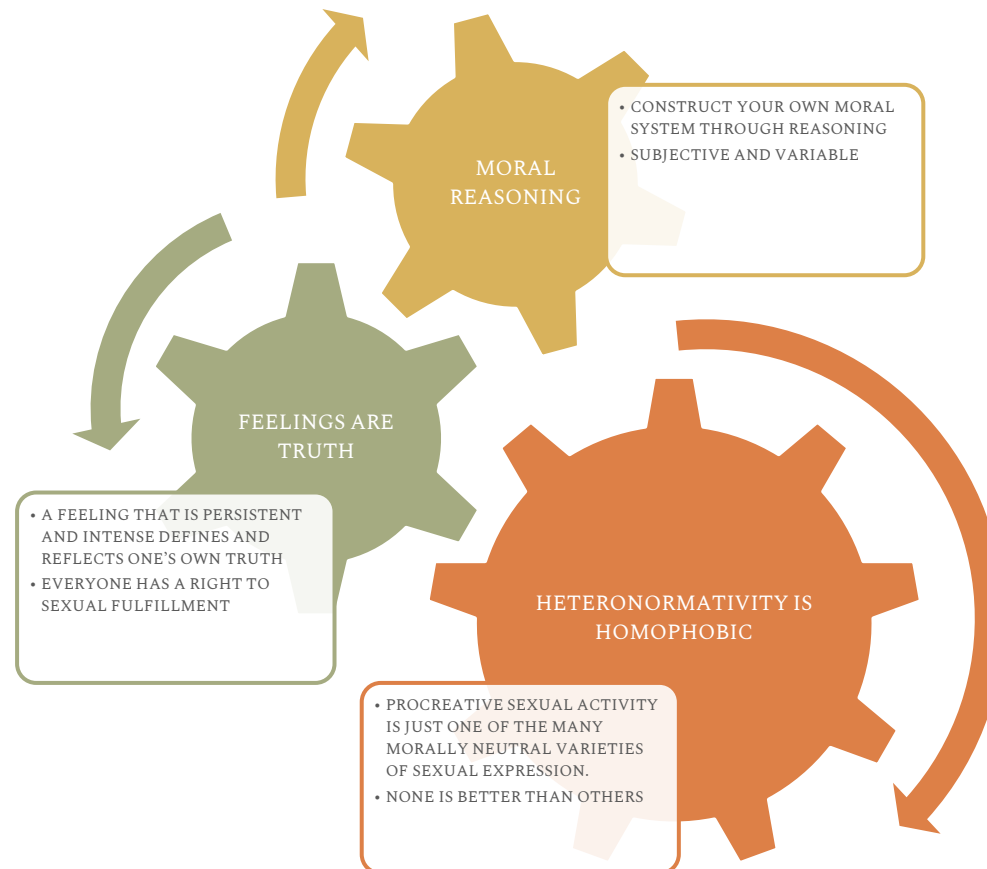 MORAL
REASONING
• CONSTRUCT YOUR OWN MORAL
SYSTEM THROUGH REASONING
• SUBJECTIVE AND VARIABLE
FEELINGS ARE
TRUTH
• A FEELING THAT IS PERSISTENT
AND INTENSE DEFINES AND
REFLECTS ONE’S OWN TRUTH
• EVERYONE HAS A RIGHT TO
SEXUAL FULFILLMENT
HETERONORMATIVITY IS
HOMOPHOBIC
• PROCREATIVE SEXUAL ACTIVITY
IS JUST ONE OF THE MANY
MORALLY NEUTRAL VARIETIES
OF SEXUAL EXPRESSION.
• NONE IS BETTER THAN OTHERS